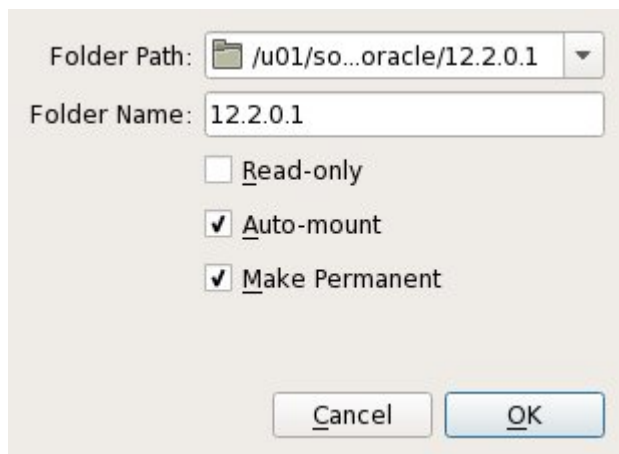 Folder Path: /u01/so...oracle/12.2.0.1
Folder Name: 12.2.0.1
Read-only
Auto-mount
Make Permanent
Cancel OK